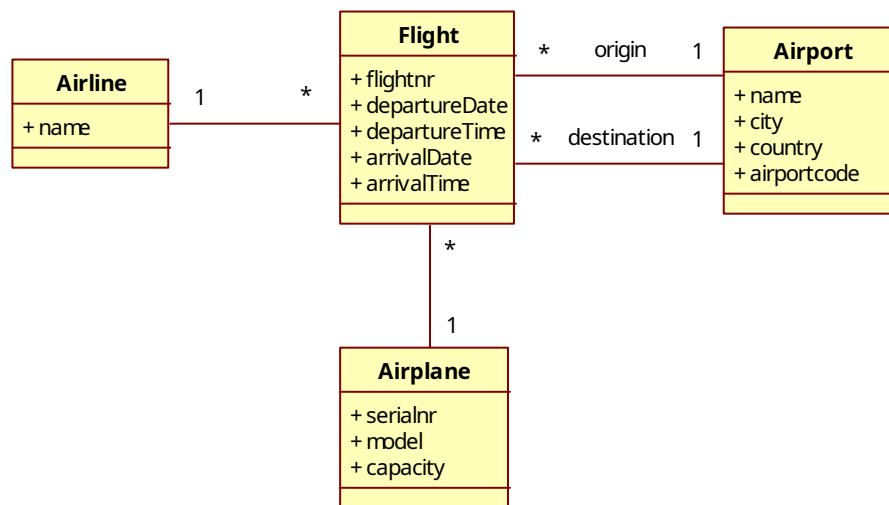 Airline
+ name
1
*
Flight
+ flightnr
+ departureDate
+ departureTime
+ arrivalDate
+ arrivalTime
* origin 1
* destination 1
Airport
+ name
+ city
+ country
+ airportcode
*
1
Airplane
+ serialnr
+ model
+ capacity